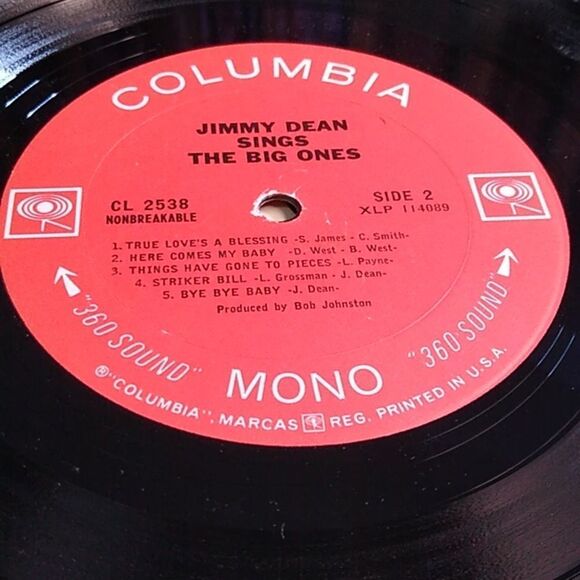 COLUMBIA
JIMMY DEAN
SINGS
THE BIG ONES
CL 2538
NONBREAKABLE
SIDE 2
XLP 114089
1. TRUE LOVE'S A BLESSING -S. James - C. Smith-
2. HERE COMES MY BABY -D. West - B. West-
3. THINGS HAVE GONE TO PIECES -L. Payne-
4. STRIKER BILL -L. Grossman - J. Dean-
5. BYE BYE BABY -J. Dean-
Produced by Bob Johnston
"360 SOUND" MONO "360 SOUND"
®"COLUMBIA", MARCAS REG. PRINTED IN U.S.A.